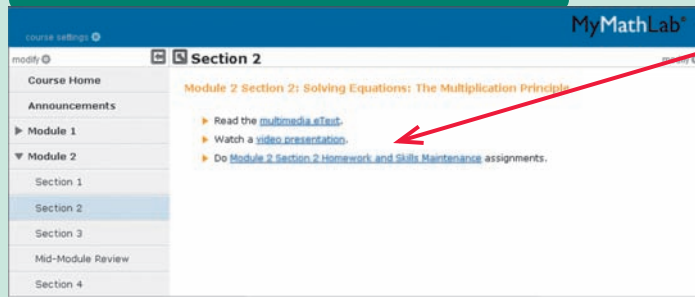 MyMathLab®
course settings
modify
Section 2
modify
Course Home
Announcements
Module 1
Module 2
Section 1
Section 2
Section 3
Mid-Module Review
Section 4
Module 2 Section 2: Solving Equations: The Multiplication Principle
Read the multimedia eText.
Watch a video presentation.
Do Module 2 Section 2 Homework and Skills Maintenance assignments.